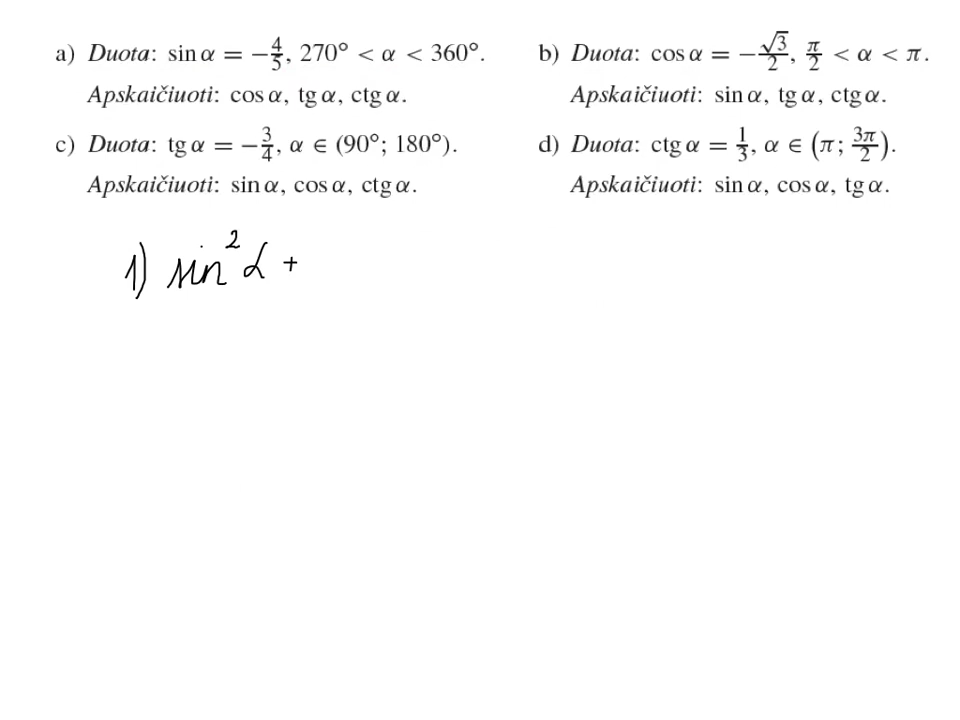 a) Duota: sin α = −4/5, 270° < α < 360°.
Apskaičiuoti: cos α, tg α, ctg α.
b) Duota: cos α = −√3/2, π/2 < α < π.
Apskaičiuoti: sin α, tg α, ctg α.
c) Duota: tg α = −3/4, α ∈ (90°; 180°).
Apskaičiuoti: sin α, cos α, ctg α.
d) Duota: ctg α = 1/3, α ∈ (π; 3π/2).
Apskaičiuoti: sin α, cos α, tg α.
1) sin²α +